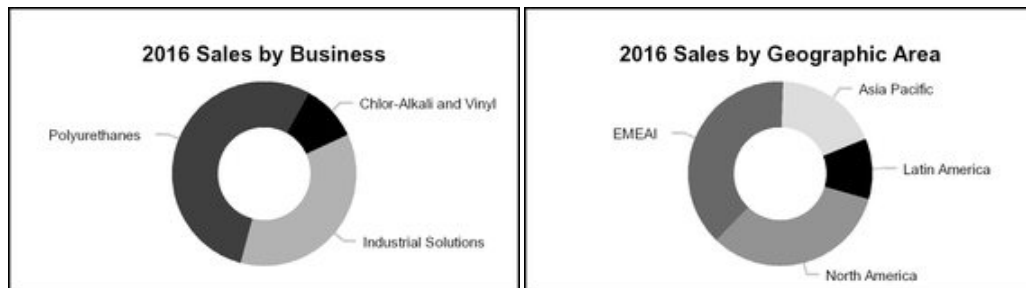 2016 Sales by Business
Chlor-Alkali and Vinyl
Polyurethanes
Industrial Solutions
2016 Sales by Geographic Area
Asia Pacific
EMEAI
Latin America
North America